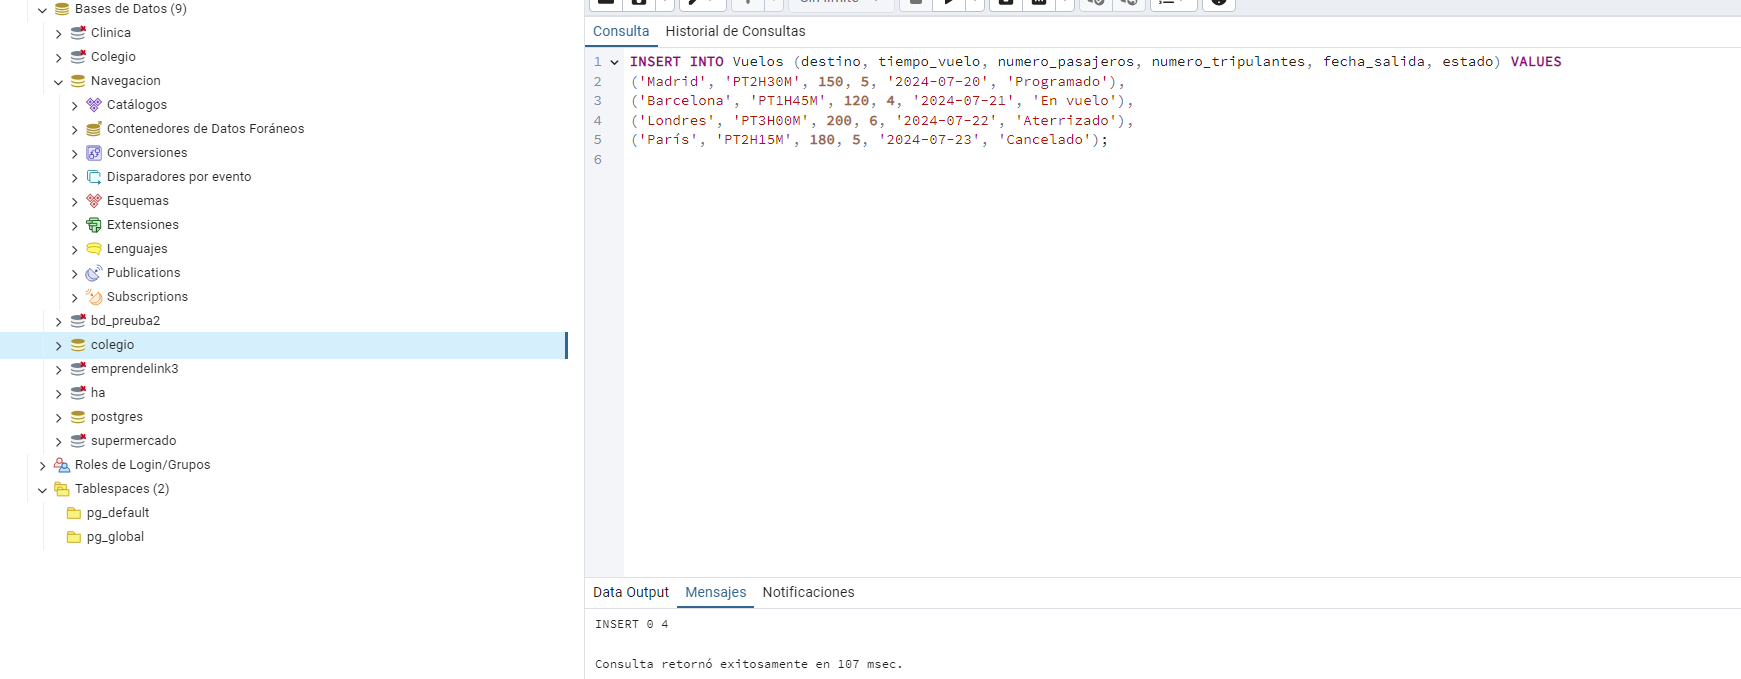 Bases de Datos (9)
Clinica
Colegio
Navegacion
Catálogos
Contenedores de Datos Foráneos
Conversiones
Disparadores por evento
Esquemas
Extensiones
Lenguajes
Publications
Subscriptions
bd_preuba2
colegio
emprendelink3
ha
postgres
supermercado
Roles de Login/Grupos
Tablespaces (2)
pg_default
pg_global
Sin límite
Consulta Historial de Consultas
1 INSERT INTO Vuelos (destino, tiempo_vuelo, numero_pasajeros, numero_tripulantes, fecha_salida, estado) VALUES
2 ('Madrid', 'PT2H30M', 150, 5, '2024-07-20', 'Programado'),
3 ('Barcelona', 'PT1H45M', 120, 4, '2024-07-21', 'En vuelo'),
4 ('Londres', 'PT3H00M', 200, 6, '2024-07-22', 'Aterrizado'),
5 ('París', 'PT2H15M', 180, 5, '2024-07-23', 'Cancelado');
6
Data Output Mensajes Notificaciones
INSERT 0 4
Consulta retornó exitosamente en 107 msec.